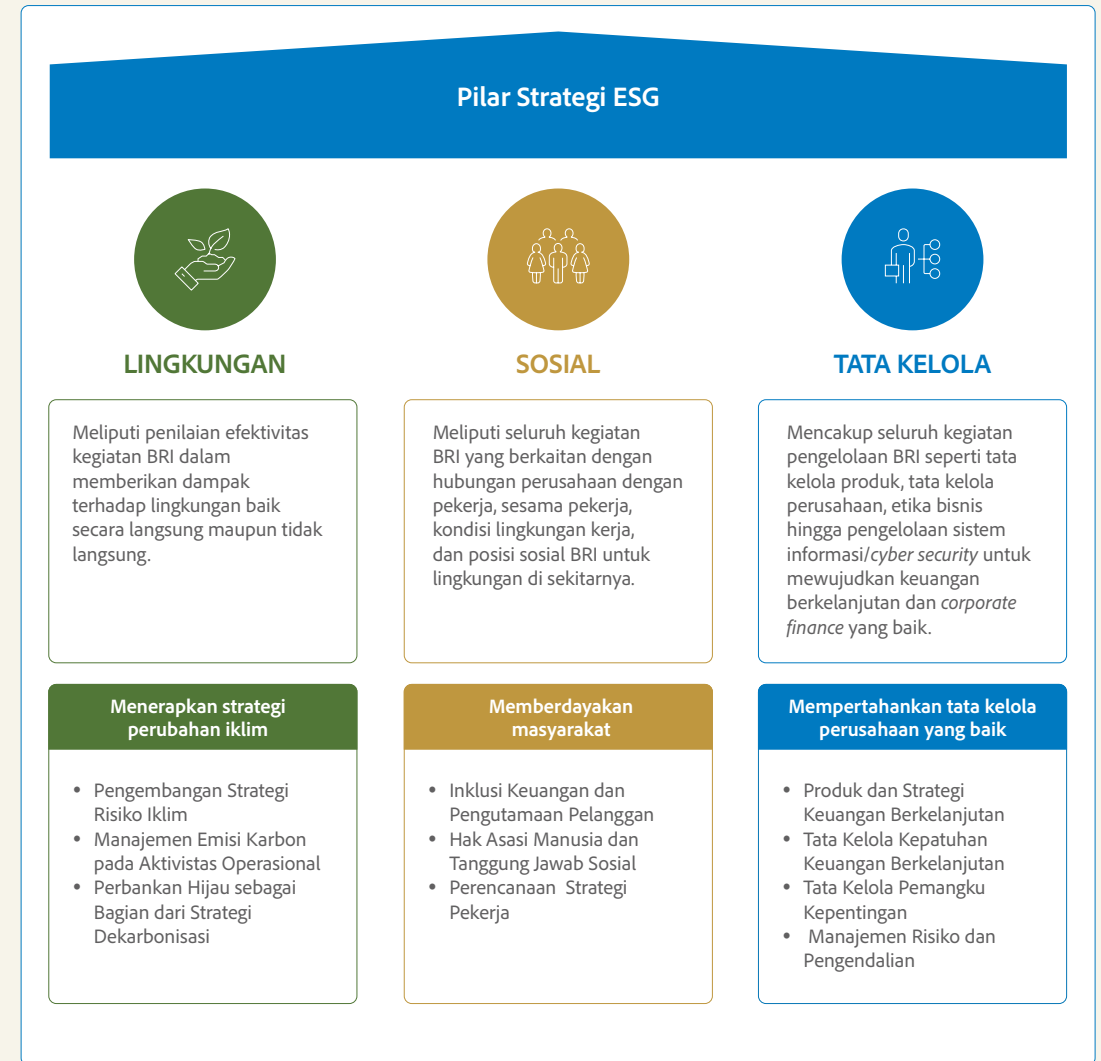 Pilar Strategi ESG
LINGKUNGAN
Meliputi penilaian efektivitas
kegiatan BRI dalam
memberikan dampak
terhadap lingkungan baik
secara langsung maupun tidak
langsung.
Menerapkan strategi
perubahan iklim
• Pengembangan Strategi
Risiko Iklim
• Manajemen Emisi Karbon
pada Aktivistas Operasional
• Perbankan Hijau sebagai
Bagian dari Strategi
Dekarbonisasi
SOSIAL
Meliputi seluruh kegiatan
BRI yang berkaitan dengan
hubungan perusahaan dengan
pekerja, sesama pekerja,
kondisi lingkungan kerja,
dan posisi sosial BRI untuk
lingkungan di sekitarnya.
Memberdayakan
masyarakat
• Inklusi Keuangan dan
Pengutamaan Pelanggan
• Hak Asasi Manusia dan
Tanggung Jawab Sosial
• Perencanaan Strategi
Pekerja
TATA KELOLA
Mencakup seluruh kegiatan
pengelolaan BRI seperti tata
kelola produk, tata kelola
perusahaan, etika bisnis
hingga pengelolaan sistem
informasi/cyber security untuk
mewujudkan keuangan
berkelanjutan dan corporate
finance yang baik.
Mempertahankan tata kelola
perusahaan yang baik
• Produk dan Strategi
Keuangan Berkelanjutan
• Tata Kelola Kepatuhan
Keuangan Berkelanjutan
• Tata Kelola Pemangku
Kepentingan
• Manajemen Risiko dan
Pengendalian